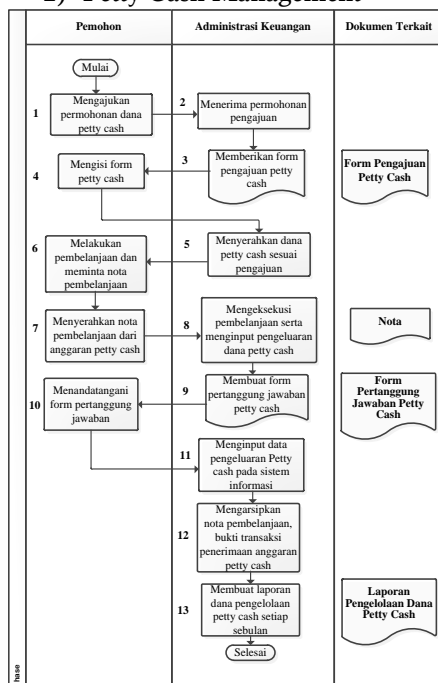 Petty Cash Management
Pemohon
Administrasi Keuangan
Dokumen Terkait
Mulai
1
Mengajukan
permohonan dana
petty cash
2
Menerima permohonan
pengajuan
3
Memberikan form
pengajuan petty
cash
Form Pengajuan
Petty Cash
4
Mengisi form
petty cash
5
Menyerahkan dana
petty cash sesuai
pengajuan
6
Melakukan
pembelanjaan dan
meminta nota
pembelanjaan
7
Menyerahkan nota
pembelanjaan dari
anggaran petty cash
8
Mengeksekusi
pembelanjaan serta
menginput pengeluaran
dana petty cash
Nota
9
Membuat form
pertanggung jawaban
petty cash
Form
Pertanggung
Jawaban Petty
Cash
10
Menandatangani
form pertanggung
jawaban
11
Menginput data
pengeluaran Petty
cash pada sistem
informasi
12
Mengarsipkan
nota pembelanjaan,
bukti transaksi
penerimaan anggaran
petty cash
13
Membuat laporan
dana pengelolaan
petty cash setiap
sebulan
Laporan
Pengelolaan Dana
Petty Cash
Selesai
hase